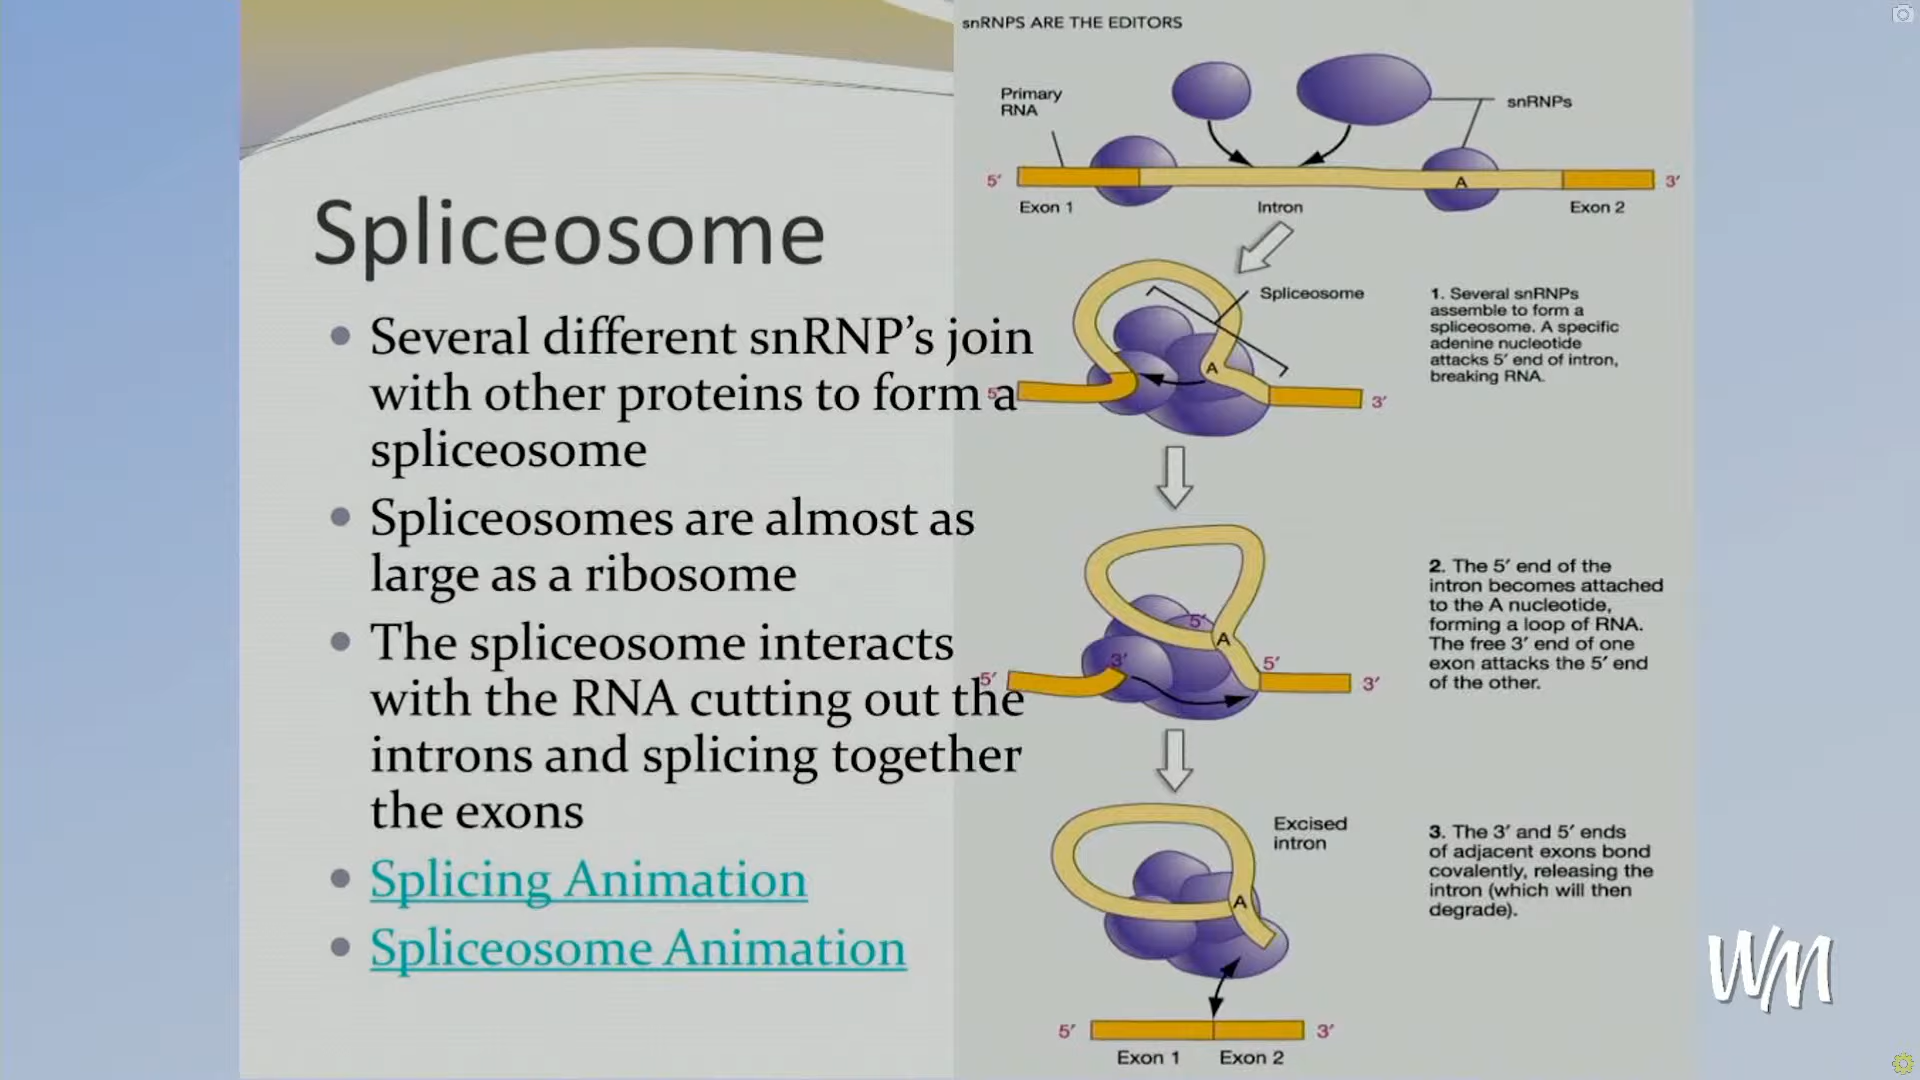 Spliceosome
Several different snRNP's join
with other proteins to form a
spliceosome
Spliceosomes are almost as
large as a ribosome
The spliceosome interacts
with the RNA cutting out the
introns and splicing together
the exons
Splicing Animation
Spliceosome Animation
snRNPS ARE THE EDITORS
Primary
RNA
snRNPs
5′
A
3′
Exon 1
Intron
Exon 2
Spliceosome
A
5′
3′
1. Several snRNPs
assemble to form a
spliceosome. A specific
adenine nucleotide
attacks 5′ end of intron,
breaking RNA.
5′
A
3′
5′
5′
3′
2. The 5′ end of the
intron becomes attached
to the A nucleotide,
forming a loop of RNA.
The free 3′ end of one
exon attacks the 5′ end
of the other.
Excised
intron
A
3. The 3′ and 5′ ends
of adjacent exons bond
covalently, releasing the
intron (which will then
degrade).
5′
3′
Exon 1
Exon 2
WM